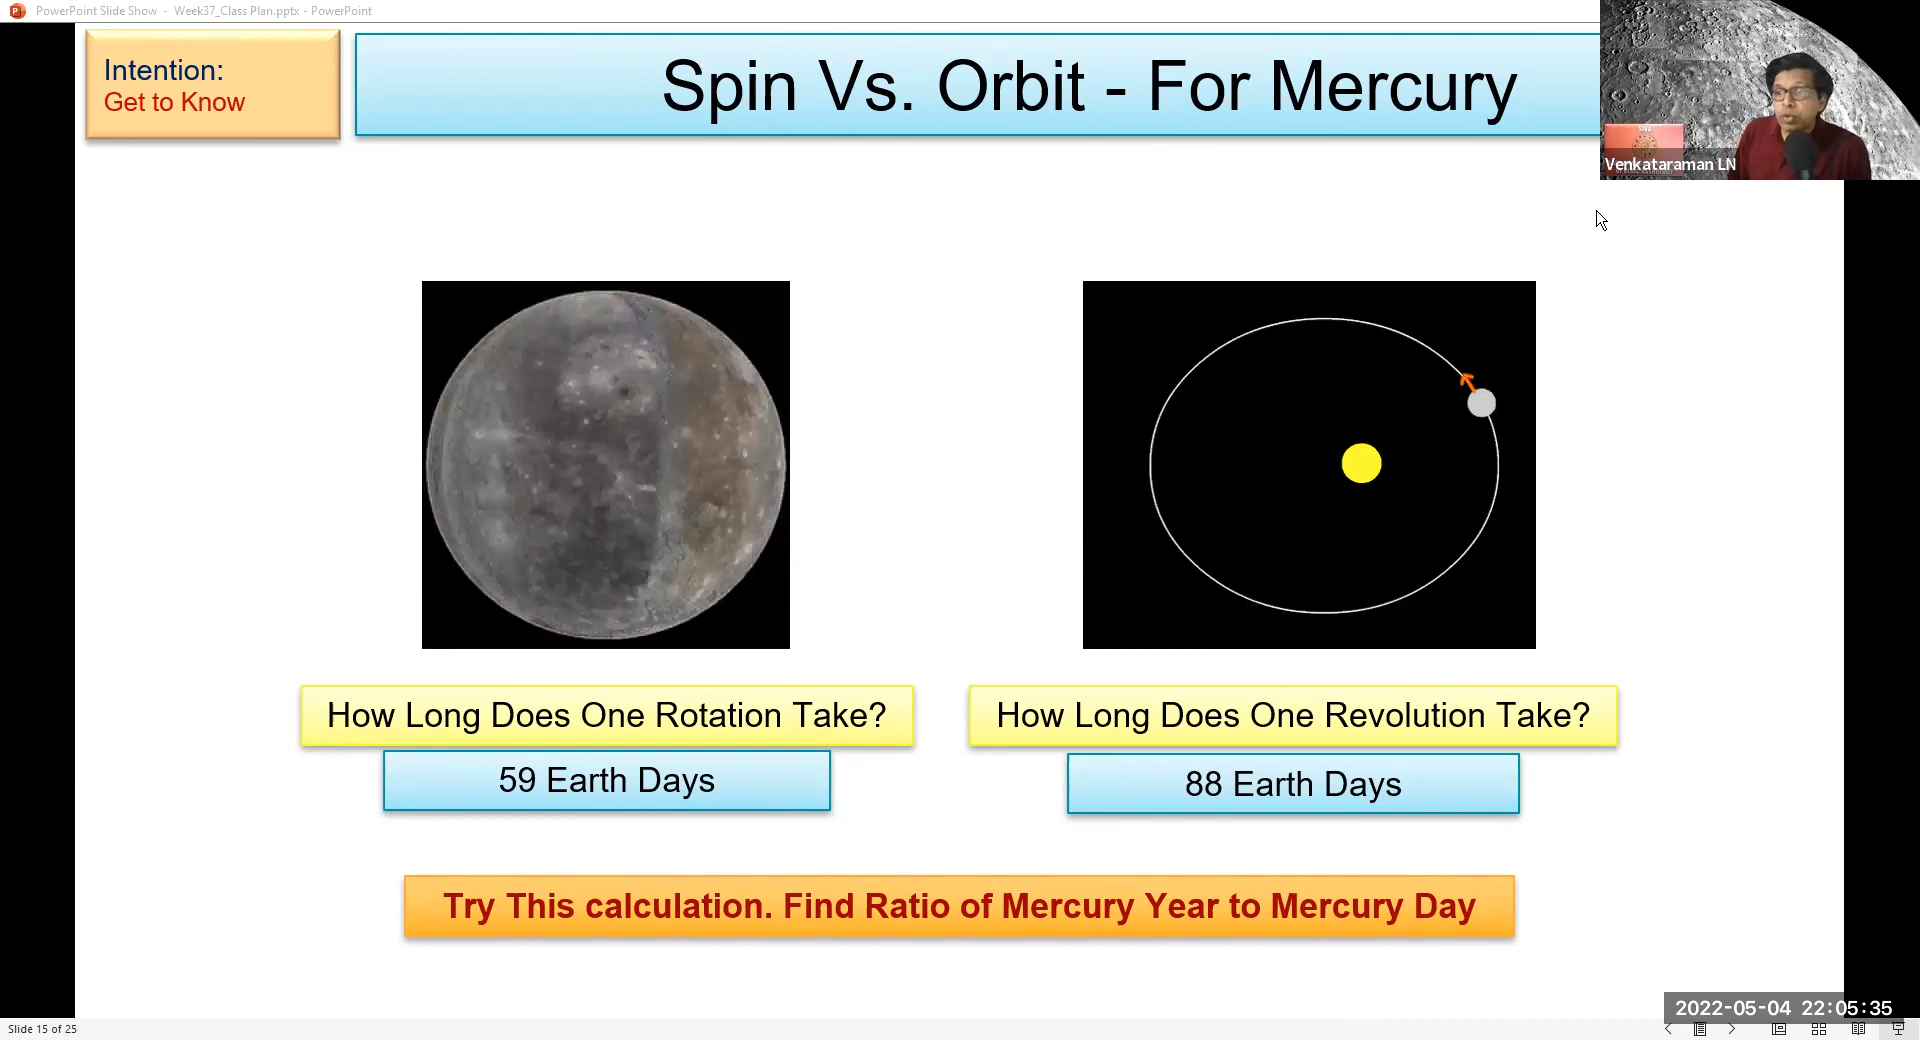 PowerPoint Slide Show - Week37_Class Plan.pptx - PowerPoint
Intention:
Get to Know
Spin Vs. Orbit - For Mercury
Venkataraman LN
How Long Does One Rotation Take?
How Long Does One Revolution Take?
59 Earth Days
88 Earth Days
Try This calculation. Find Ratio of Mercury Year to Mercury Day
2022-05-04 22:05:35
Slide 15 of 25